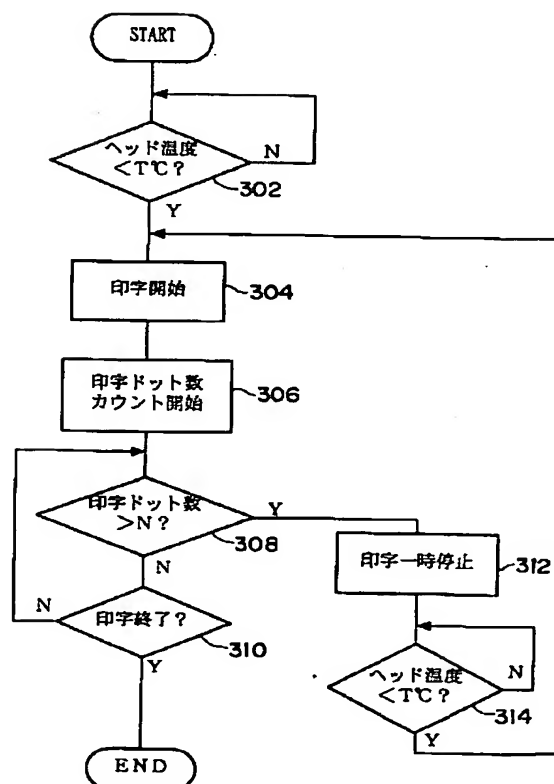 START
ヘッド温度
<T℃?
N
302
Y
印字開始
304
印字ドット数
カウント開始
306
印字ドット数
>N?
Y
308
N
印字一時停止
312
N
印字終了?
310
Y
ヘッド温度
<T℃?
N
314
Y
END